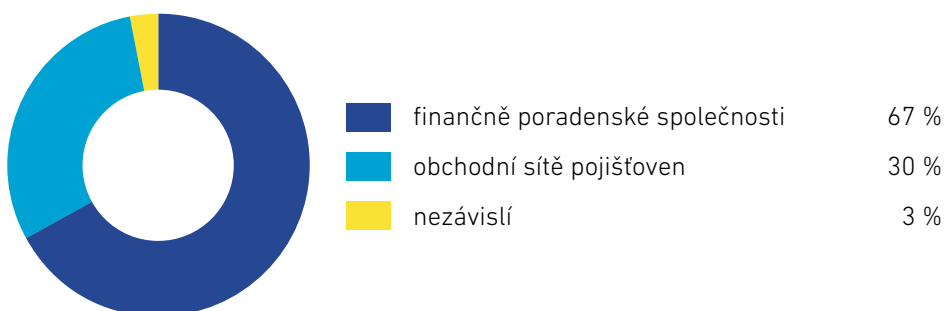 finančně poradenské společnosti 67 %
obchodní sítě pojišťoven 30 %
nezávislí 3 %